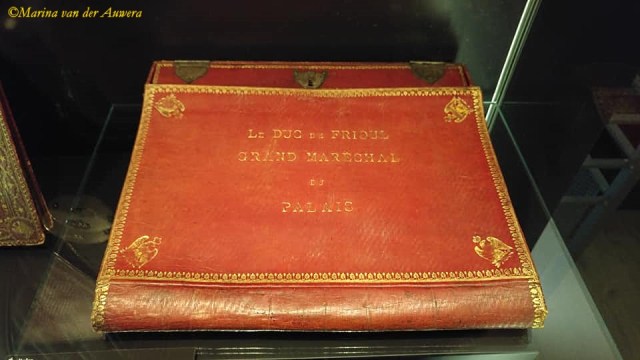 ©Marina van der Auwera
LE DUC DE FRIOUL
GRAND MARECHAL
DU
PALAIS